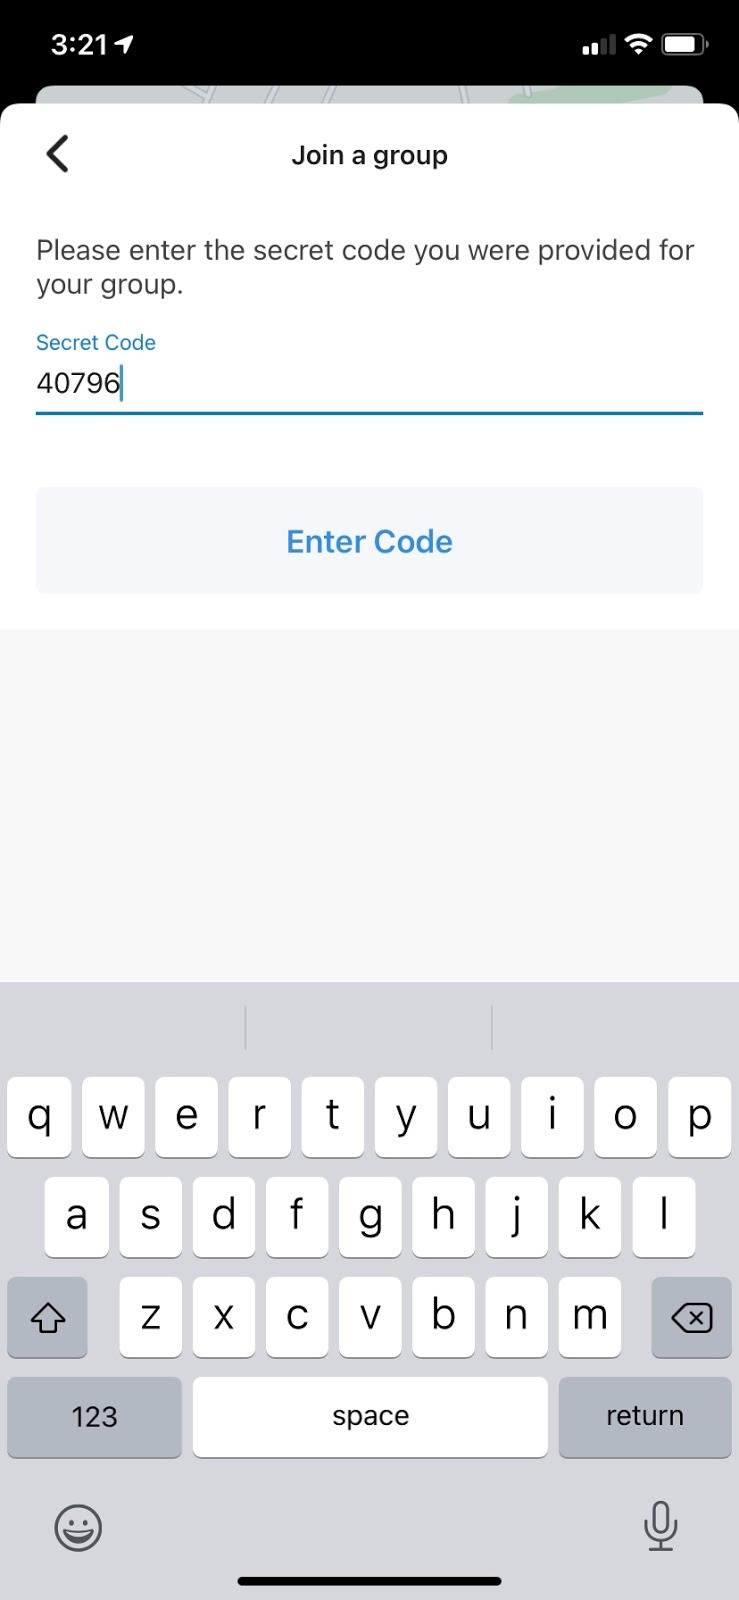 3:21
Join a group
Please enter the secret code you were provided for
your group.
Secret Code
40796
Enter Code
q w e r t y u i o p
a s d f g h j k l
z x c v b n m
123 space return